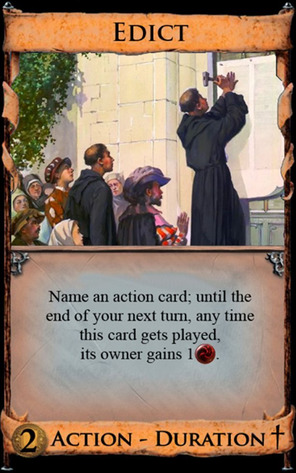 EDICT
Name an action card; until the
end of your next turn, any time
this card gets played,
its owner gains 1.
2 ACTION - DURATION †